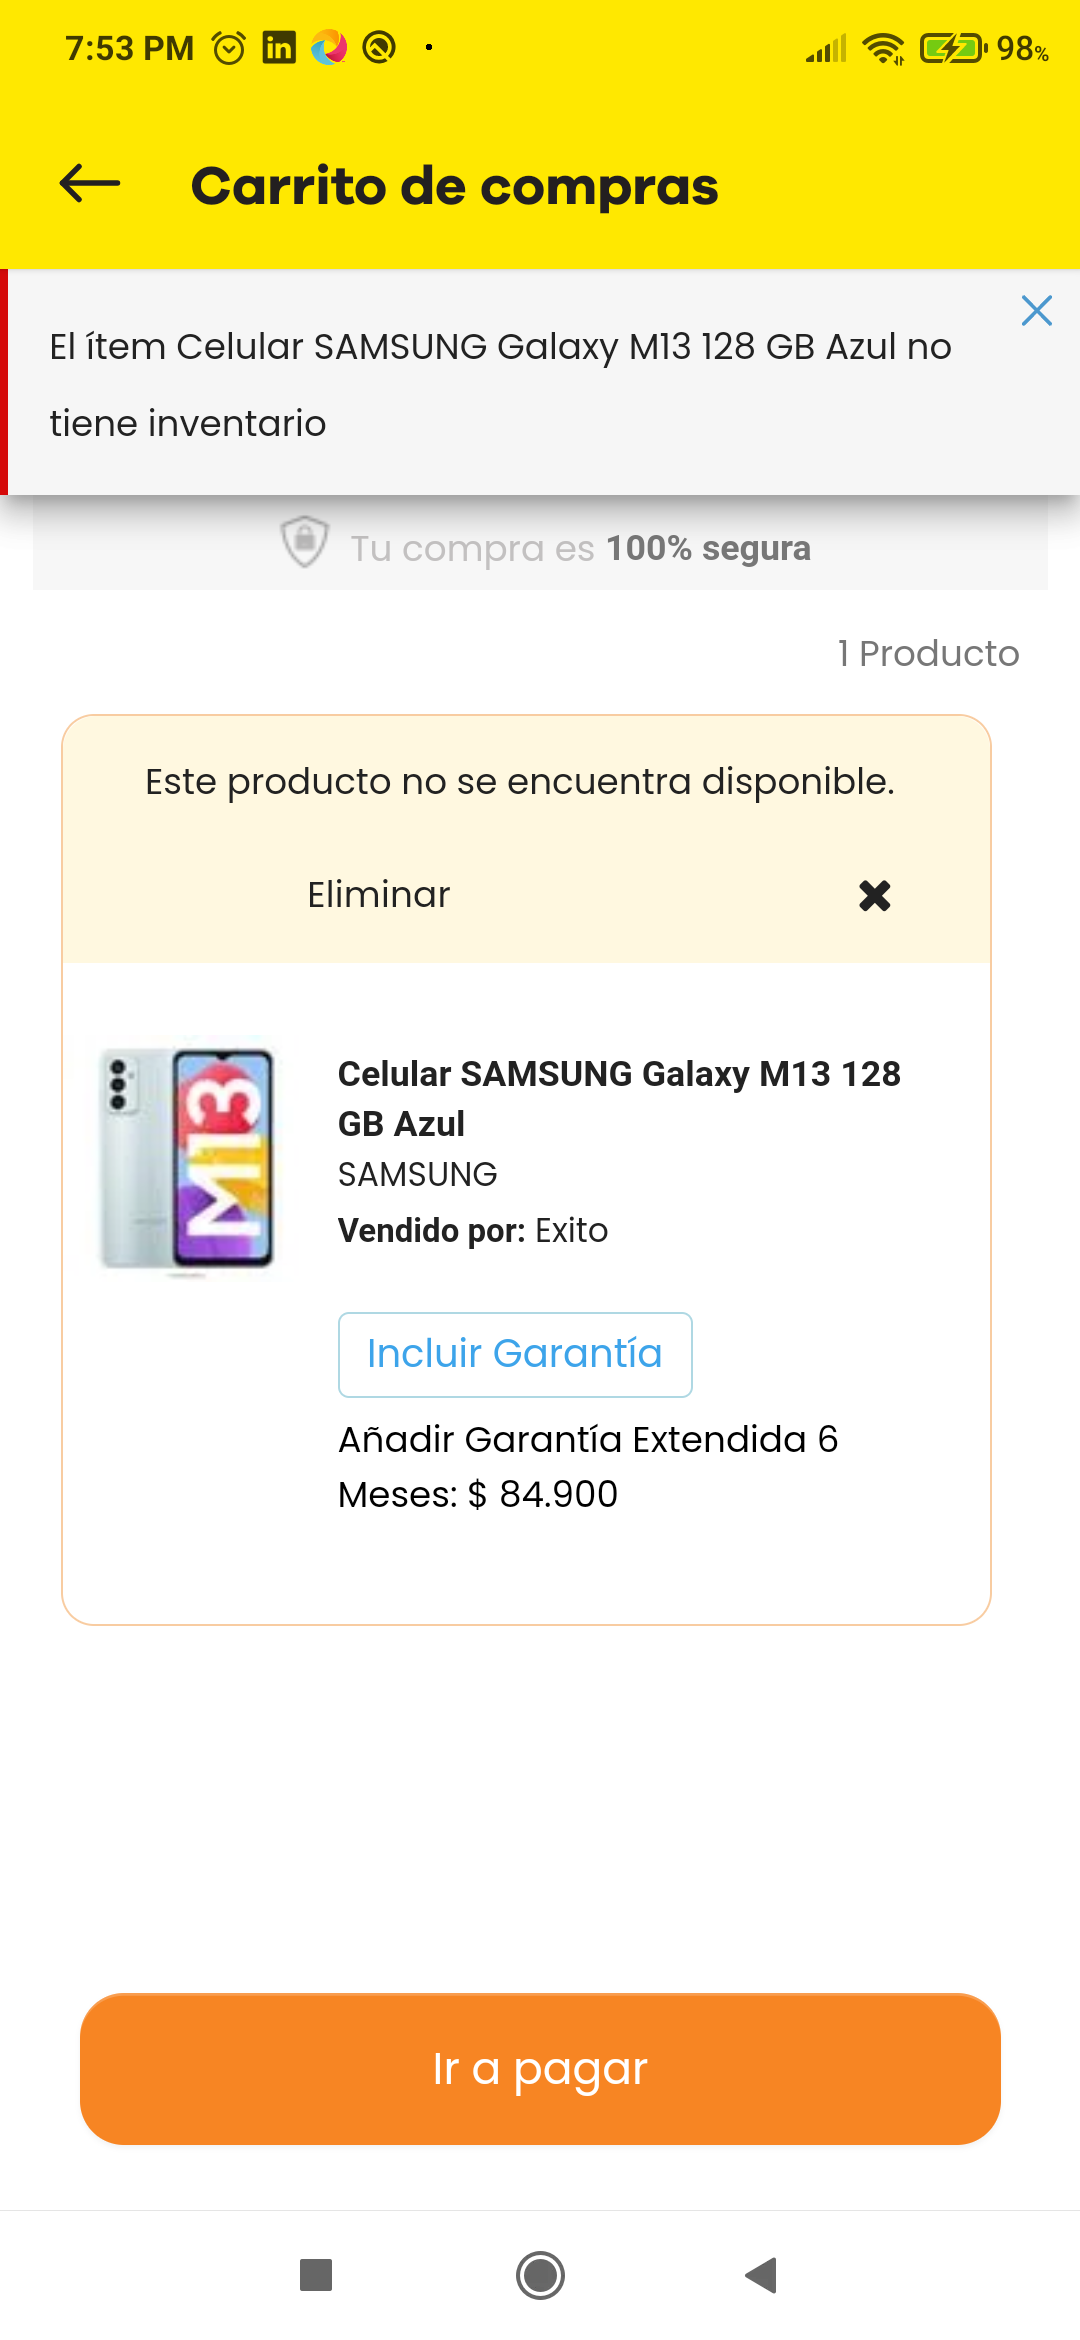 7:53 PM
98%
Carrito de compras
El ítem Celular SAMSUNG Galaxy M13 128 GB Azul no
tiene inventario
Tu compra es 100% segura
1 Producto
Este producto no se encuentra disponible.
Eliminar
M13
Celular SAMSUNG Galaxy M13 128
GB Azul
SAMSUNG
Vendido por: Exito
Incluir Garantía
Añadir Garantía Extendida 6
Meses: $ 84.900
Ir a pagar